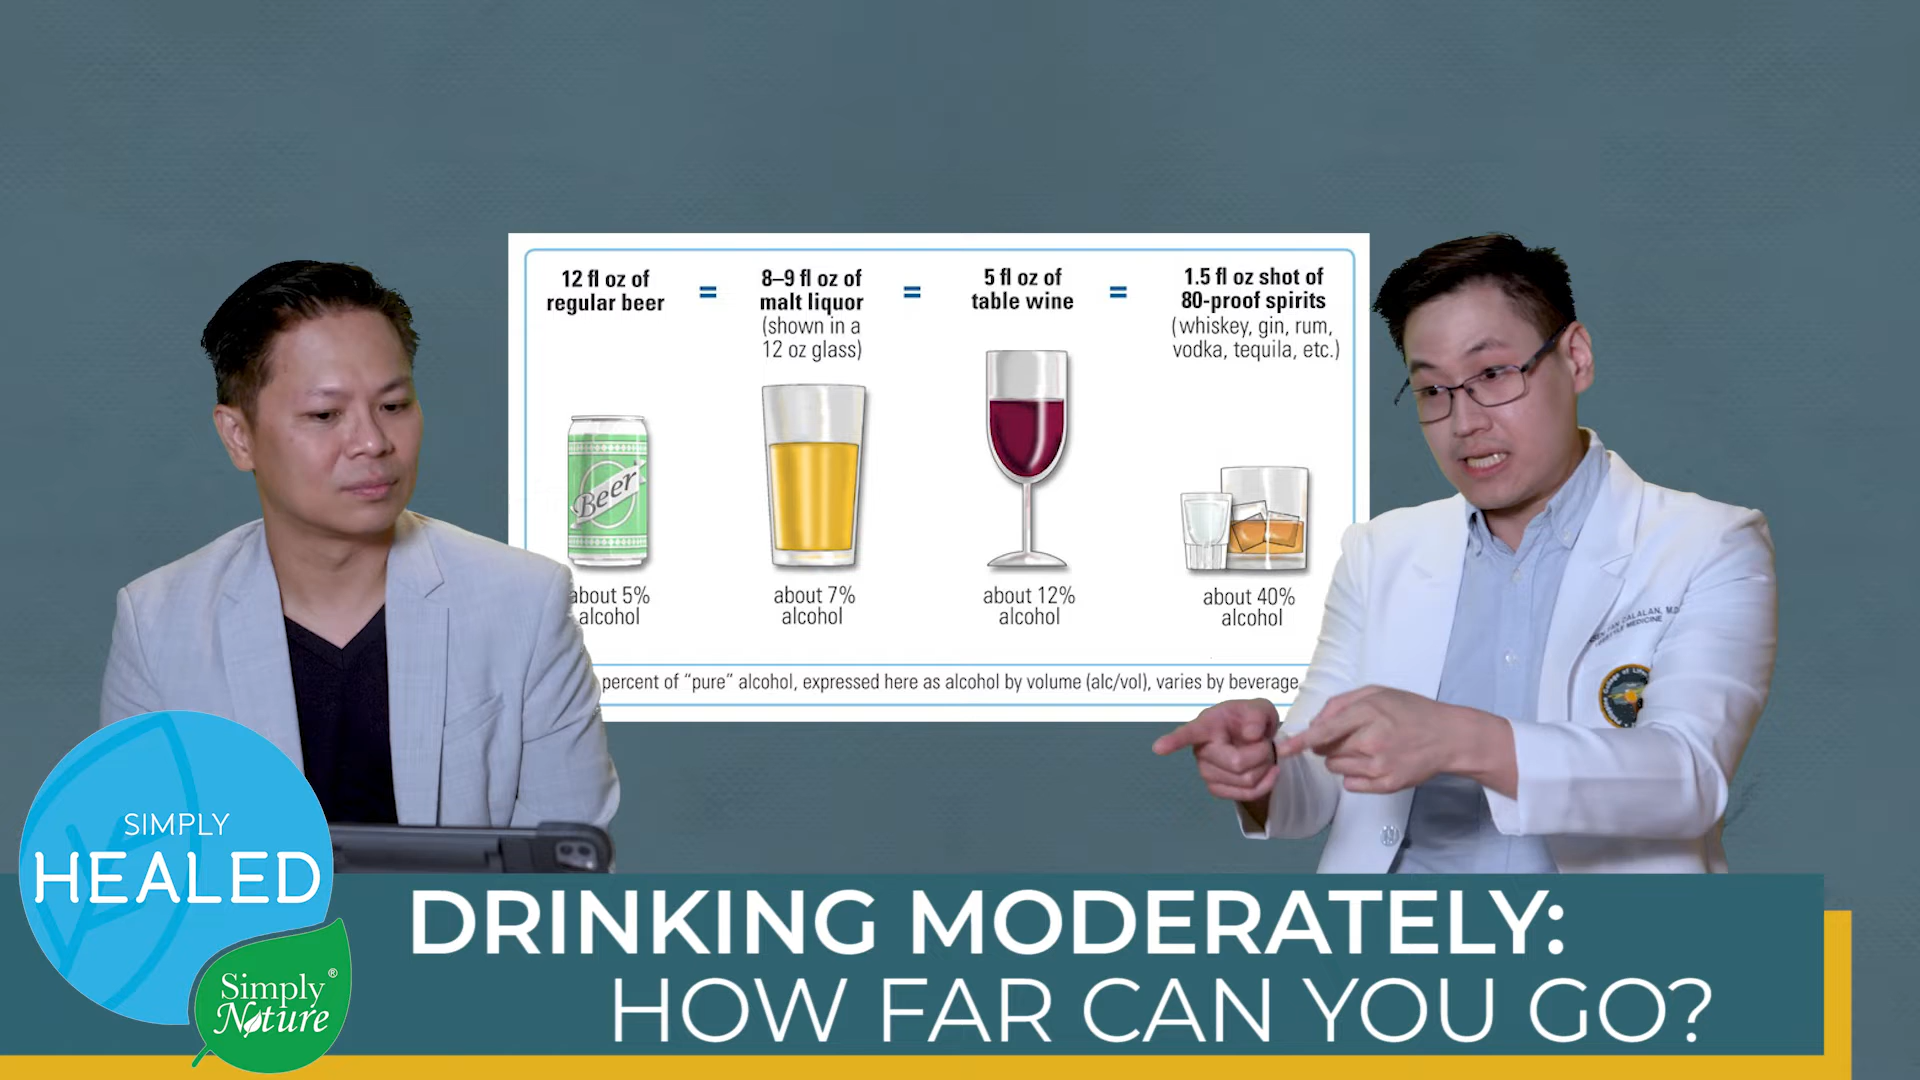 12 fl oz of
regular beer
=
8–9 fl oz of
malt liquor
(shown in a
12 oz glass)
=
5 fl oz of
table wine
=
1.5 fl oz shot of
80-proof spirits
(whiskey, gin, rum,
vodka, tequila, etc.)
Beer
about 5%
alcohol
about 7%
alcohol
about 12%
alcohol
about 40%
alcohol
percent of “pure” alcohol, expressed here as alcohol by volume (alc/vol), varies by beverage
DALALAN, M.D.
MEDICINE
SIMPLY
HEALED
Simply
Nature®
DRINKING MODERATELY:
HOW FAR CAN YOU GO?